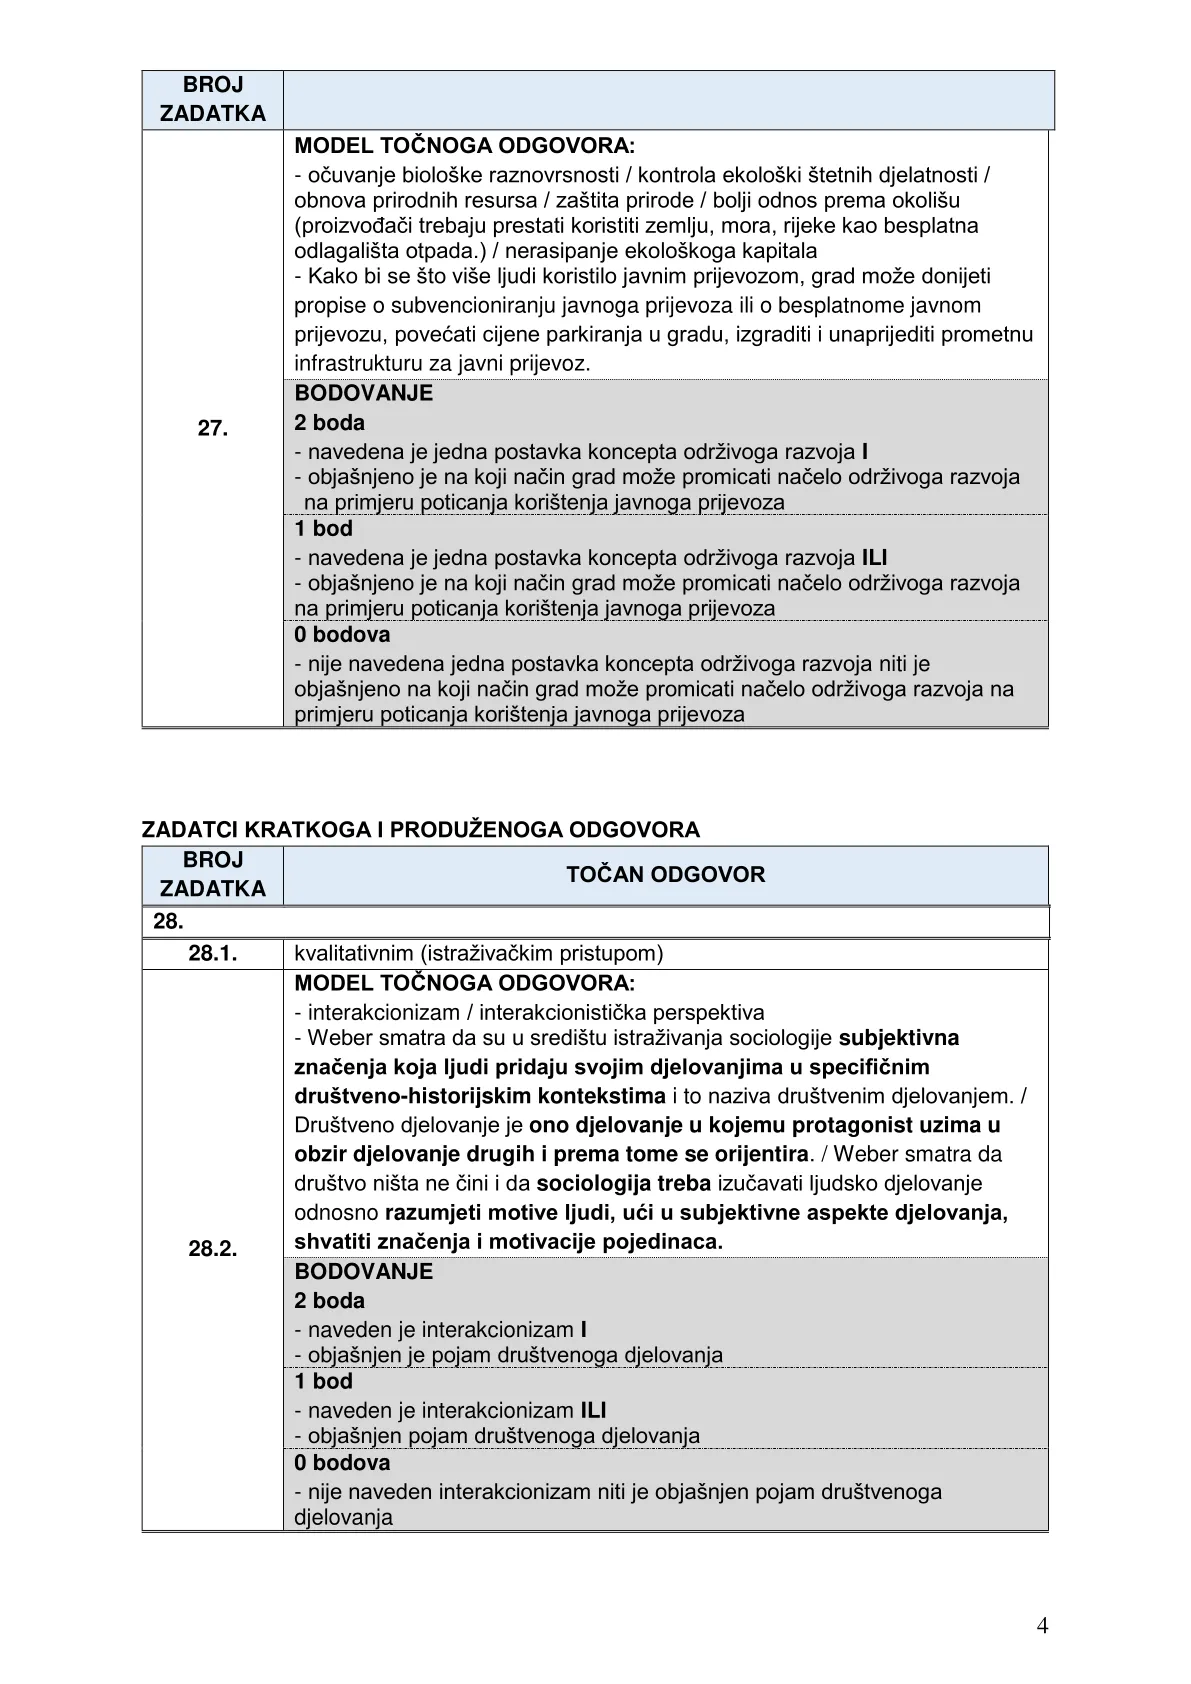 BROJ
ZADATKA
MODEL TOČNOGA ODGOVORA:
- očuvanje biološke raznovrsnosti / kontrola ekološki štetnih djelatnosti /
obnova prirodnih resursa / zaštita prirode / bolji odnos prema okolišu
(proizvođači trebaju prestati koristiti zemlju, mora, rijeke kao besplatna
odlagališta otpada.) / nerasipanje ekološkoga kapitala
- Kako bi se što više ljudi koristilo javnim prijevozom, grad može donijeti
propise o subvencioniranju javnoga prijevoza ili o besplatnome javnom
prijevozu, povećati cijene parkiranja u gradu, izgraditi i unaprijediti prometnu
infrastrukturu za javni prijevoz.
27.
BODOVANJE
2 boda
- navedena je jedna postavka koncepta održivoga razvoja I
- objašnjeno je na koji način grad može promicati načelo održivoga razvoja
na primjeru poticanja korištenja javnoga prijevoza
1 bod
- navedena je jedna postavka koncepta održivoga razvoja ILI
- objašnjeno je na koji način grad može promicati načelo održivoga razvoja
na primjeru poticanja korištenja javnoga prijevoza
0 bodova
- nije navedena jedna postavka koncepta održivoga razvoja niti je
objašnjeno na koji način grad može promicati načelo održivoga razvoja na
primjeru poticanja korištenja javnoga prijevoza
ZADATCI KRATKOGA I PRODUŽENOGA ODGOVORA
BROJ
ZADATKA
TOČAN ODGOVOR
28.
28.1.
kvalitativnim (istraživačkim pristupom)
MODEL TOČNOGA ODGOVORA:
- interakcionizam / interakcionistička perspektiva
- Weber smatra da su u središtu istraživanja sociologije subjektivna
značenja koja ljudi pridaju svojim djelovanjima u specifičnim
društveno-historijskim kontekstima i to naziva društvenim djelovanjem. /
Društveno djelovanje je ono djelovanje u kojemu protagonist uzima u
obzir djelovanje drugih i prema tome se orijentira. / Weber smatra da
društvo ništa ne čini i da sociologija treba izučavati ljudsko djelovanje
odnosno razumjeti motive ljudi, ući u subjektivne aspekte djelovanja,
shvatiti značenja i motivacije pojedinaca.
28.2.
BODOVANJE
2 boda
- naveden je interakcionizam I
- objašnjen je pojam društvenoga djelovanja
1 bod
- naveden je interakcionizam ILI
- objašnjen pojam društvenoga djelovanja
0 bodova
- nije naveden interakcionizam niti je objašnjen pojam društvenoga
djelovanja
4